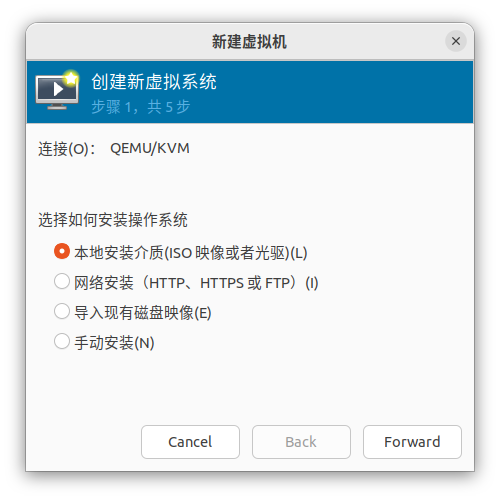 新建虚拟机
创建新虚拟系统
步骤 1，共 5 步
连接(O)： QEMU/KVM
选择如何安装操作系统
本地安装介质(ISO 映像或者光驱)(L)
网络安装（HTTP、HTTPS 或 FTP）(I)
导入现有磁盘映像(E)
手动安装(N)
Cancel Back Forward